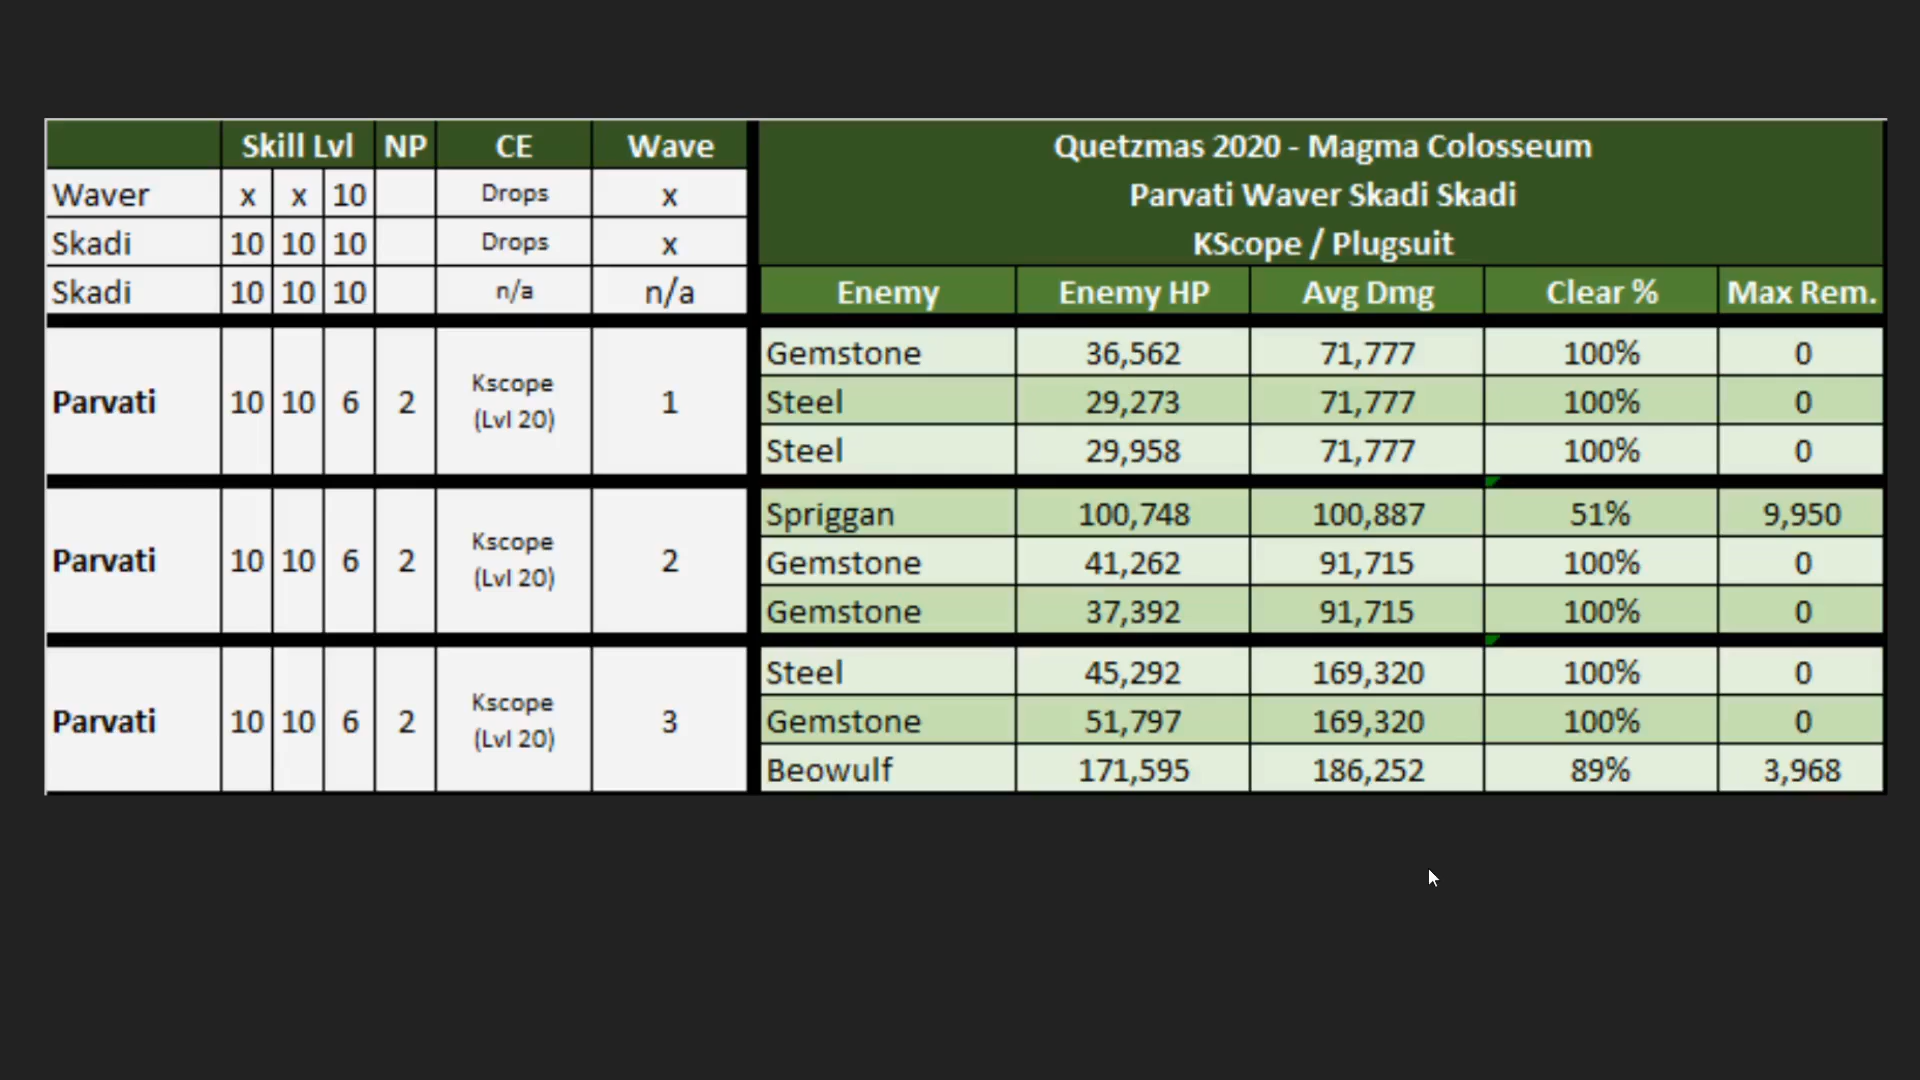 Skill Lvl NP CE Wave
Waver x x 10 Drops x
Skadi 10 10 10 Drops x
Skadi 10 10 10 n/a n/a
Quetzmas 2020 - Magma Colosseum
Parvati Waver Skadi Skadi
KScope / Plugsuit
Enemy Enemy HP Avg Dmg Clear % Max Rem.
Parvati 10 10 6 2 Kscope
(Lvl 20) 1
Gemstone 36,562 71,777 100% 0
Steel 29,273 71,777 100% 0
Steel 29,958 71,777 100% 0
Parvati 10 10 6 2 Kscope
(Lvl 20) 2
Spriggan 100,748 100,887 51% 9,950
Gemstone 41,262 91,715 100% 0
Gemstone 37,392 91,715 100% 0
Parvati 10 10 6 2 Kscope
(Lvl 20) 3
Steel 45,292 169,320 100% 0
Gemstone 51,797 169,320 100% 0
Beowulf 171,595 186,252 89% 3,968